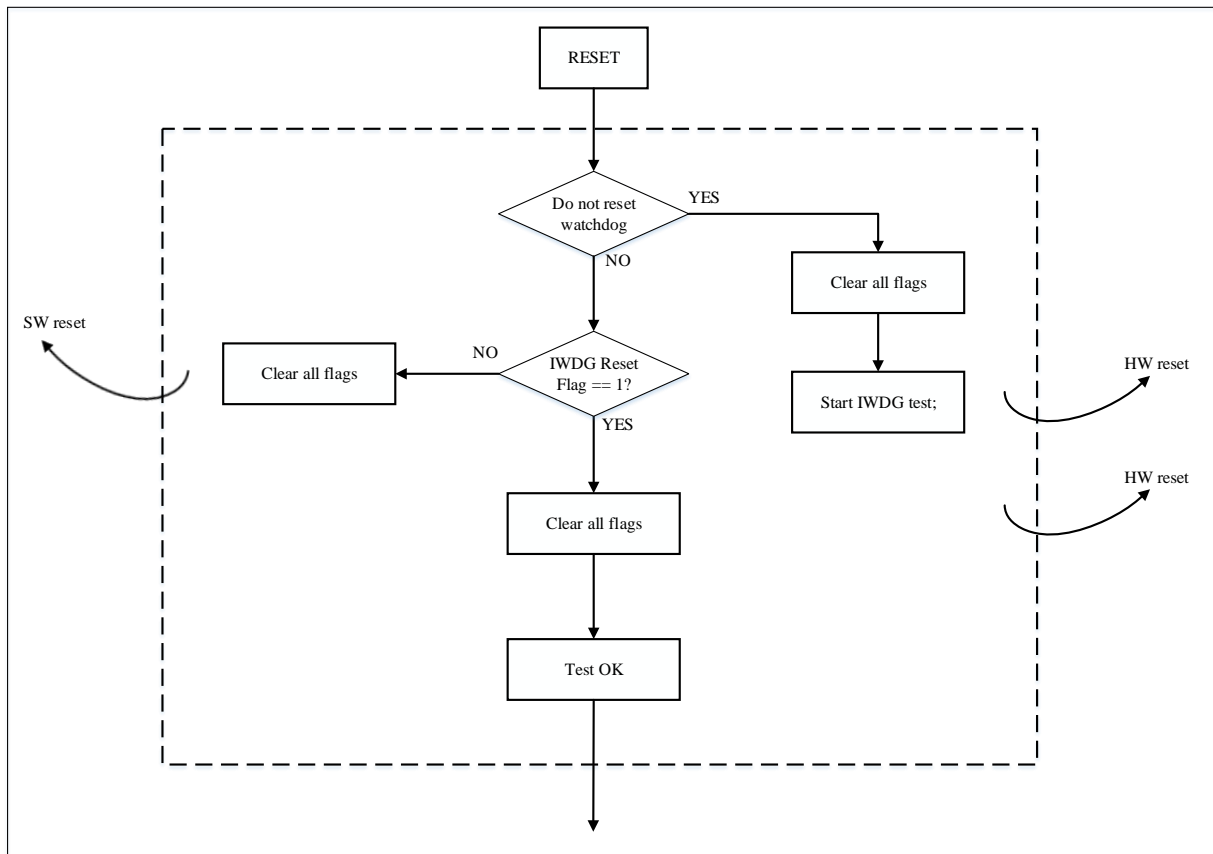 RESET
Do not reset
watchdog
YES
NO
Clear all flags
SW reset
NO
IWDG Reset
Flag == 1?
Clear all flags
YES
Start IWDG test;
HW reset
HW reset
Clear all flags
Test OK